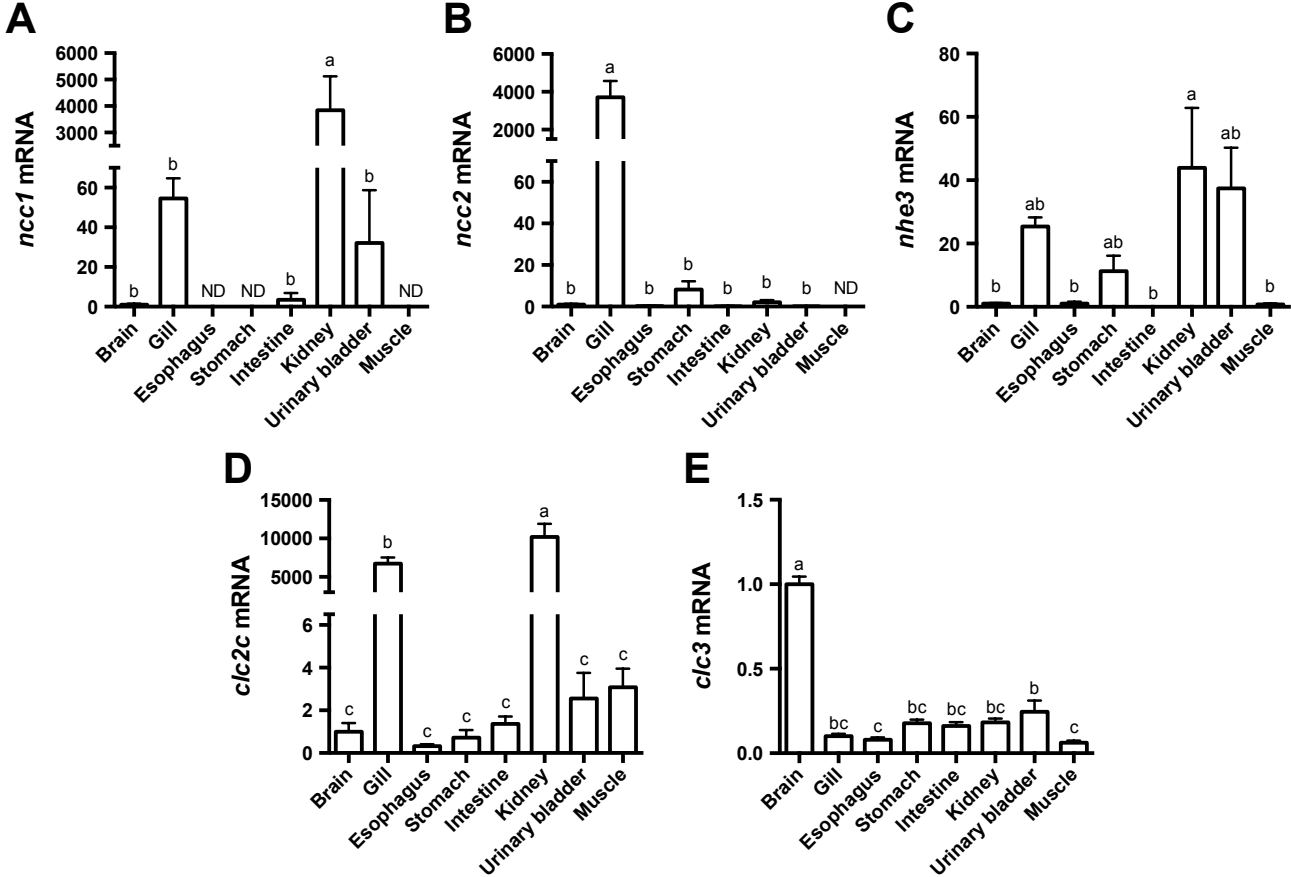 A
ncc1 mRNA
6000
5000
4000
3000
60
40
20
0
b
b
ND
ND
b
a
b
ND
Brain
Gill
Esophagus
Stomach
Intestine
Kidney
Urinary bladder
Muscle
B
ncc2 mRNA
6000
4000
2000
60
40
20
0
b
a
b
b
b
b
b
ND
Brain
Gill
Esophagus
Stomach
Intestine
Kidney
Urinary bladder
Muscle
C
nhe3 mRNA
80
60
40
20
0
b
ab
b
ab
b
a
ab
b
Brain
Gill
Esophagus
Stomach
Intestine
Kidney
Urinary bladder
Muscle
D
clc2c mRNA
15000
10000
5000
6
4
2
0
c
b
c
c
c
a
c
c
Brain
Gill
Esophagus
Stomach
Intestine
Kidney
Urinary bladder
Muscle
E
clc3 mRNA
1.5
1.0
0.5
0.0
a
bc
c
bc
bc
bc
b
c
Brain
Gill
Esophagus
Stomach
Intestine
Kidney
Urinary bladder
Muscle